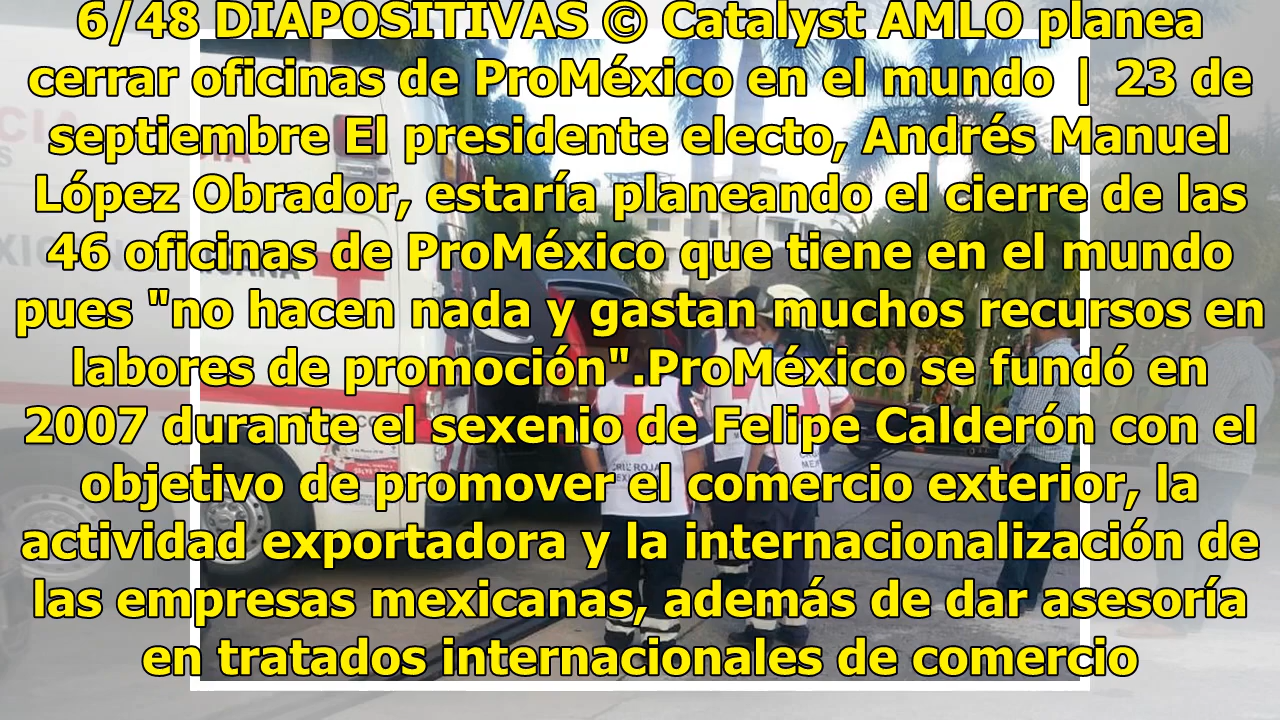 6/48 DIAPOSITIVAS © Catalyst AMLO planea
cerrar oficinas de ProMéxico en el mundo | 23 de
septiembre El presidente electo, Andrés Manuel
López Obrador, estaría planeando el cierre de las
46 oficinas de ProMéxico que tiene en el mundo
pues "no hacen nada y gastan muchos recursos en
labores de promoción".ProMéxico se fundó en
2007 durante el sexenio de Felipe Calderón con el
objetivo de promover el comercio exterior, la
actividad exportadora y la internacionalización de
las empresas mexicanas, además de dar asesoría
en tratados internacionales de comercio